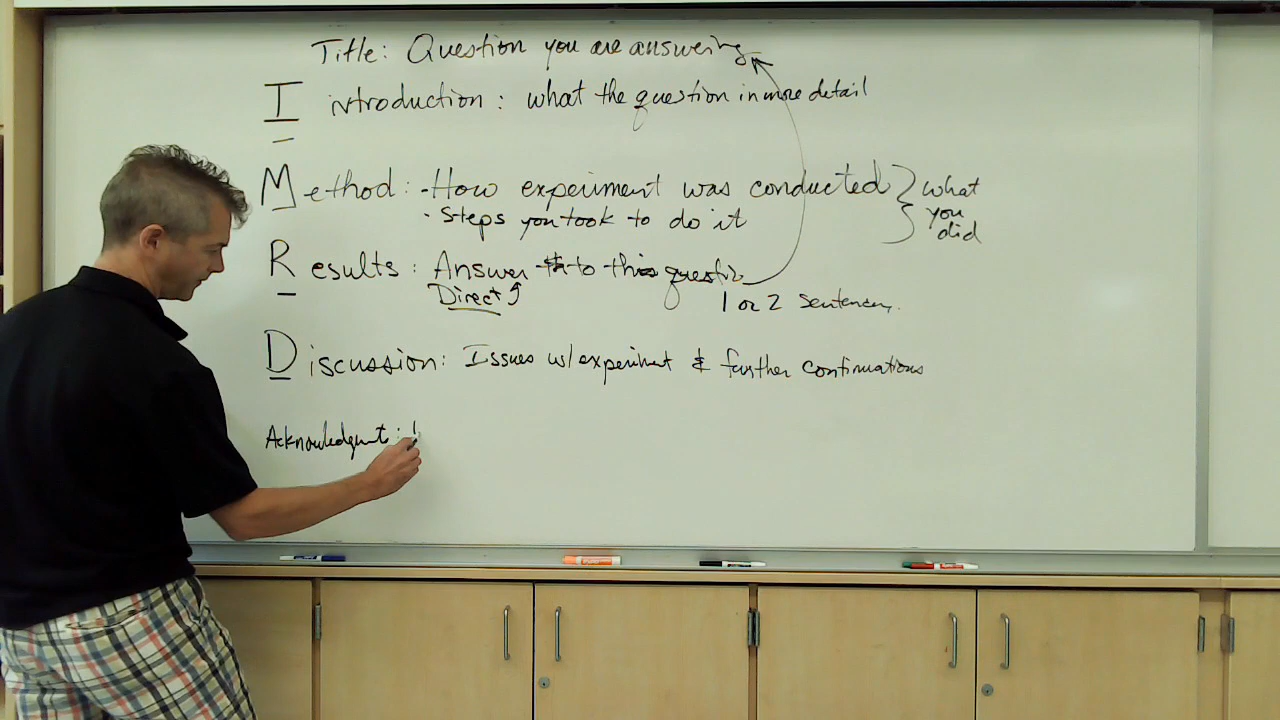 Title: Question you are answering
Introduction: what the question in more detail
Method: - How experiment was conducted } what
· Steps you took to do it you
did
Results: Answer to this question
Direct 1 or 2 sentences.
Discussion: Issues w/ experiment & further confirmations
Acknowledgments: